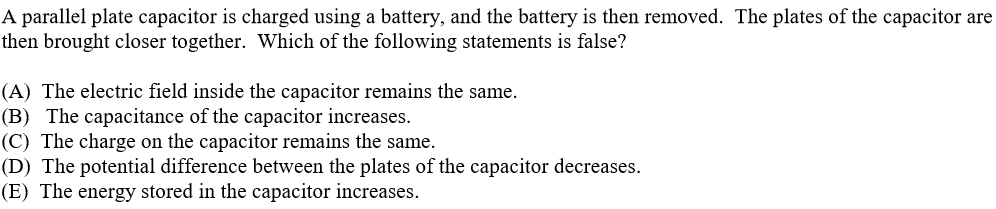 A parallel plate capacitor is charged using a battery, and the battery is then removed.  The plates of the capacitor are
then brought closer together.  Which of the following statements is false?
(A)  The electric field inside the capacitor remains the same.
(B)   The capacitance of the capacitor increases.
(C)  The charge on the capacitor remains the same.
(D)  The potential difference between the plates of the capacitor decreases.
(E)  The energy stored in the capacitor increases.